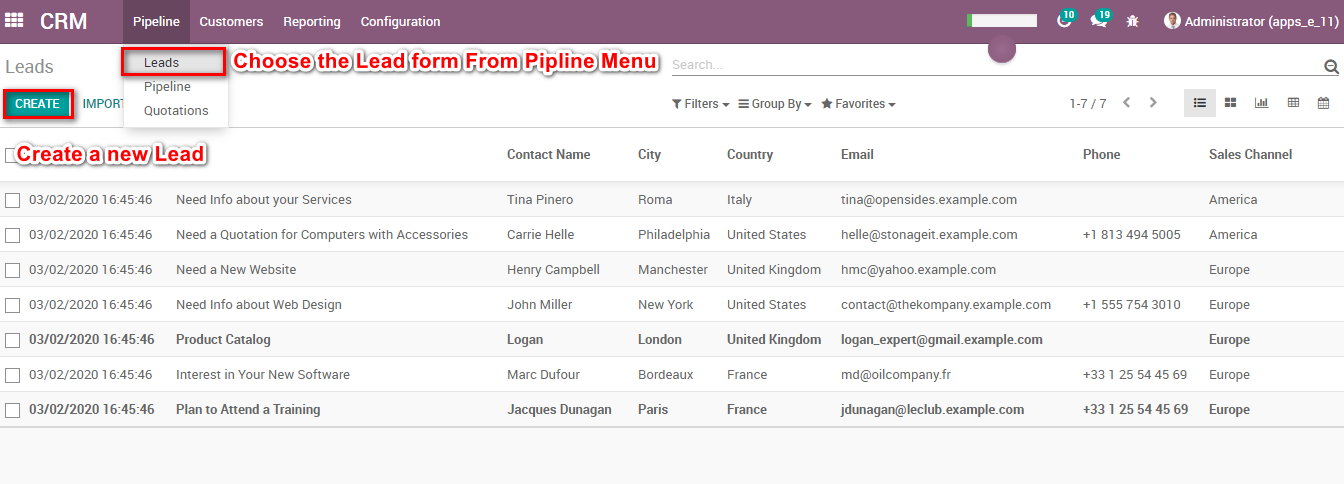 CRM Pipeline Customers Reporting Configuration 10 19 Administrator (apps_e_11)
Leads Leads Choose the Lead form From Pipline Menu Search...
Pipeline
CREATE IMPORT Filters Group By Favorites 1-7 / 7
Quotations
Create a new Lead Contact Name City Country Email Phone Sales Channel
03/02/2020 16:45:46 Need Info about your Services Tina Pinero Roma Italy tina@opensides.example.com America
03/02/2020 16:45:46 Need a Quotation for Computers with Accessories Carrie Helle Philadelphia United States helle@stonageit.example.com +1 813 494 5005 America
03/02/2020 16:45:46 Need a New Website Henry Campbell Manchester United Kingdom hmc@yahoo.example.com Europe
03/02/2020 16:45:46 Need Info about Web Design John Miller New York United States contact@thekompany.example.com +1 555 754 3010 Europe
03/02/2020 16:45:46 Product Catalog Logan London United Kingdom logan_expert@gmail.example.com Europe
03/02/2020 16:45:46 Interest in Your New Software Marc Dufour Bordeaux France md@oilcompany.fr +33 1 25 54 45 69 Europe
03/02/2020 16:45:46 Plan to Attend a Training Jacques Dunagan Paris France jdunagan@leclub.example.com +33 1 25 54 45 69 Europe